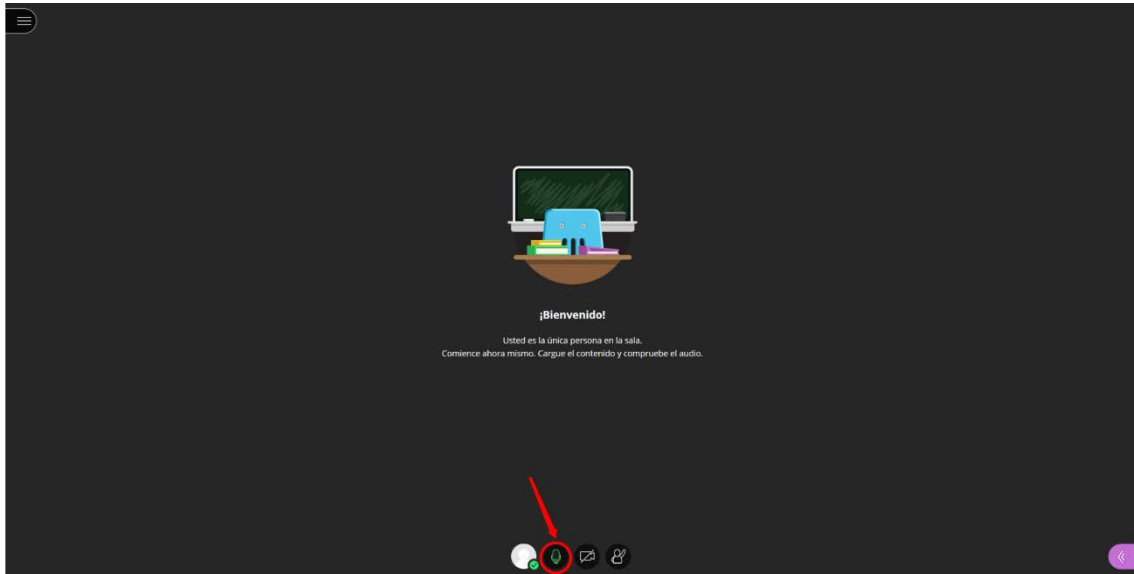 ¡Bienvenido!
Usted es la única persona en la sala.
Comience ahora mismo. Cargue el contenido y compruebe el audio.